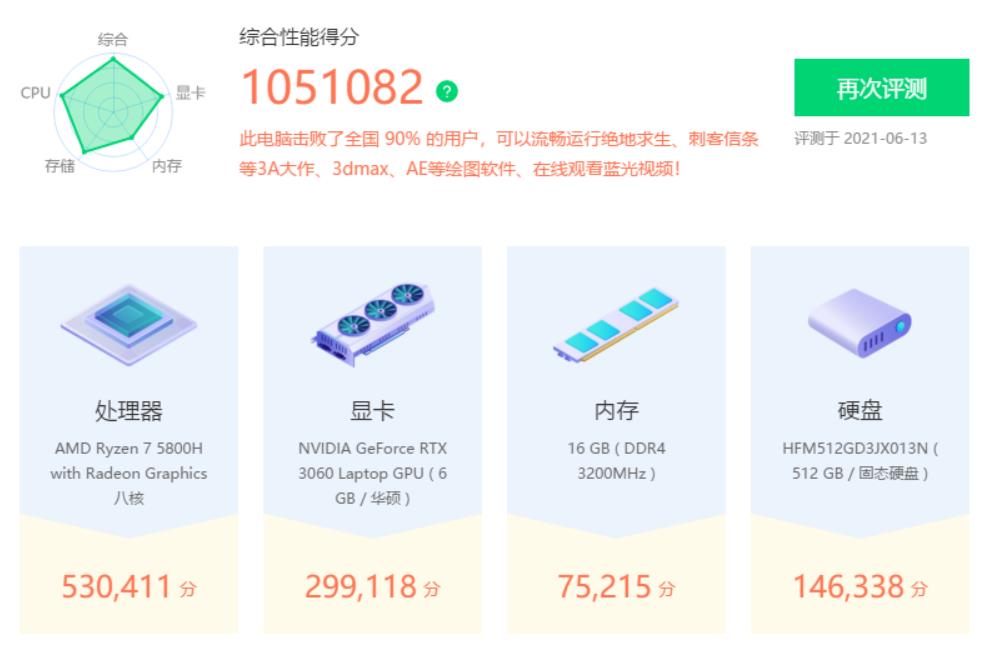 综合
CPU
显卡
存储
内存
综合性能得分
1051082
?
此电脑击败了全国 90% 的用户，可以流畅运行绝地求生、刺客信条
等3A大作、3dmax、AE等绘图软件、在线观看蓝光视频！
再次评测
评测于 2021-06-13
处理器
AMD Ryzen 7 5800H
with Radeon Graphics
八核
530,411 分
显卡
NVIDIA GeForce RTX
3060 Laptop GPU ( 6
GB / 华硕 )
299,118 分
内存
16 GB ( DDR4
3200MHz )
75,215 分
硬盘
HFM512GD3JX013N (
512 GB / 固态硬盘 )
146,338 分